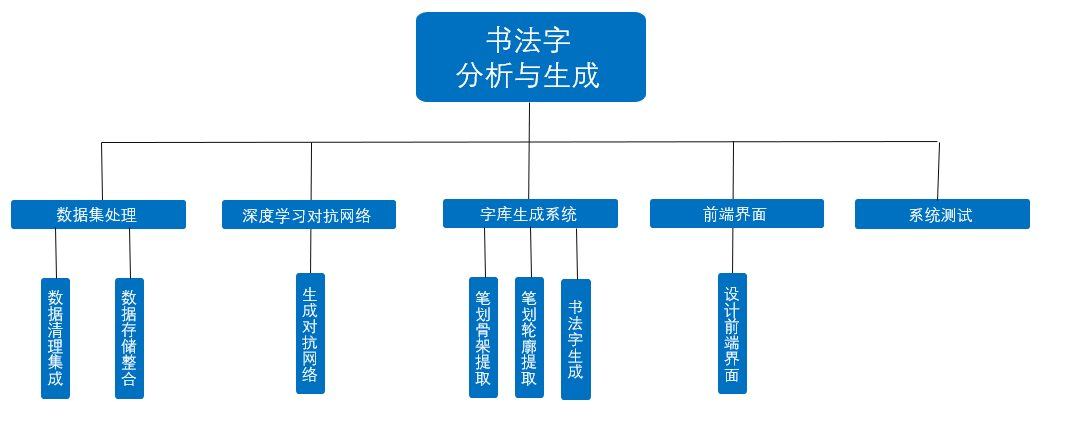 书法字
分析与生成
数据集处理
深度学习对抗网络
字库生成系统
前端界面
系统测试
数据清理集成
数据存储整合
生成对抗网络
笔划骨架提取
笔划轮廓提取
书法字生成
设计前端界面